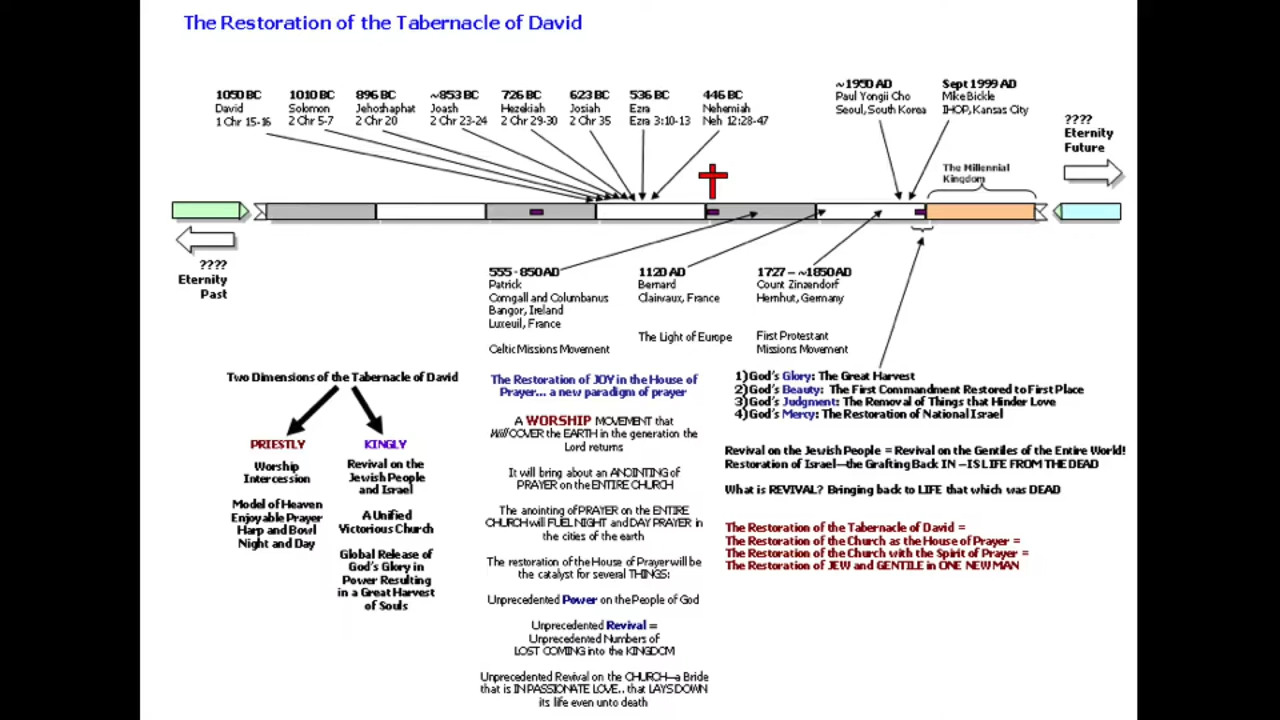 The Restoration of the Tabernacle of David
1050 BC
David
1 Chr 15-16
1010 BC
Solomon
2 Chr 5-7
896 BC
Jehoshaphat
2 Chr 20
~853 BC
Joash
2 Chr 23-24
726 BC
Hezekiah
2 Chr 29-30
623 BC
Josiah
2 Chr 35
536 BC
Ezra
Ezra 3:10-13
446 BC
Nehemiah
Neh 12:28-47
~1950 AD
Paul Yongii Cho
Seoul, South Korea
Sept 1999 AD
Mike Bickle
IHOP, Kansas City
????
Eternity
Future
The Millennial
Kingdom
????
Eternity
Past
555 - 850 AD
Patrick
Comgall and Columbanus
Bangor, Ireland
Luxeuil, France
Celtic Missions Movement
1120 AD
Bernard
Clairvaux, France
The Light of Europe
1727 – ~1850 AD
Count Zinzendorf
Hernhut, Germany
First Protestant
Missions Movement
Two Dimensions of the Tabernacle of David
PRIESTLY
Worship
Intercession
Model of Heaven
Enjoyable Prayer
Harp and Bowl
Night and Day
KINGLY
Revival on the
Jewish People
and Israel
A Unified
Victorious Church
Global Release of
God's Glory in
Power Resulting
in a Great Harvest
of Souls
The Restoration of JOY in the House of
Prayer... a new paradigm of prayer
A WORSHIP MOVEMENT that
Will COVER the EARTH in the generation the
Lord returns
It will bring about an ANOINTING of
PRAYER on the ENTIRE CHURCH
The anointing of PRAYER on the ENTIRE
CHURCH will FUEL NIGHT and DAY PRAYER in
the cities of the earth
The restoration of the House of Prayer will be
the catalyst for several THINGS:
Unprecedented Power on the People of God
Unprecedented Revival =
Unprecedented Numbers of
LOST COMING into the KINGDOM
Unprecedented Revival on the CHURCH—a Bride
that is IN PASSIONATE LOVE.. that LAYS DOWN
its life even unto death
1) God's Glory: The Great Harvest
2) God's Beauty: The First Commandment Restored to First Place
3) God's Judgment: The Removal of Things that Hinder Love
4) God's Mercy: The Restoration of National Israel
Revival on the Jewish People = Revival on the Gentiles of the Entire World!
Restoration of Israel—the Grafting Back IN – IS LIFE FROM THE DEAD
What is REVIVAL? Bringing back to LIFE that which was DEAD
The Restoration of the Tabernacle of David =
The Restoration of the Church as the House of Prayer =
The Restoration of the Church with the Spirit of Prayer =
The Restoration of JEW and GENTILE in ONE NEW MAN